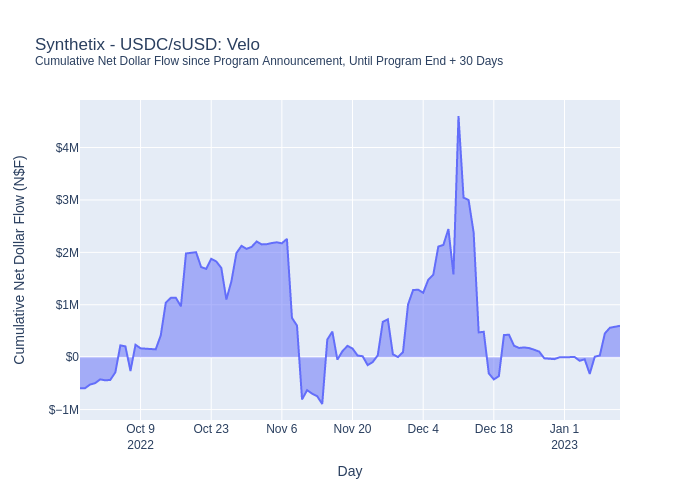 Synthetix - USDC/sUSD: Velo
Cumulative Net Dollar Flow since Program Announcement, Until Program End + 30 Days
Cumulative Net Dollar Flow (N$F)
$4M
$3M
$2M
$1M
$0
$−1M
Oct 9
2022
Oct 23
Nov 6
Nov 20
Dec 4
Dec 18
Jan 1
2023
Day